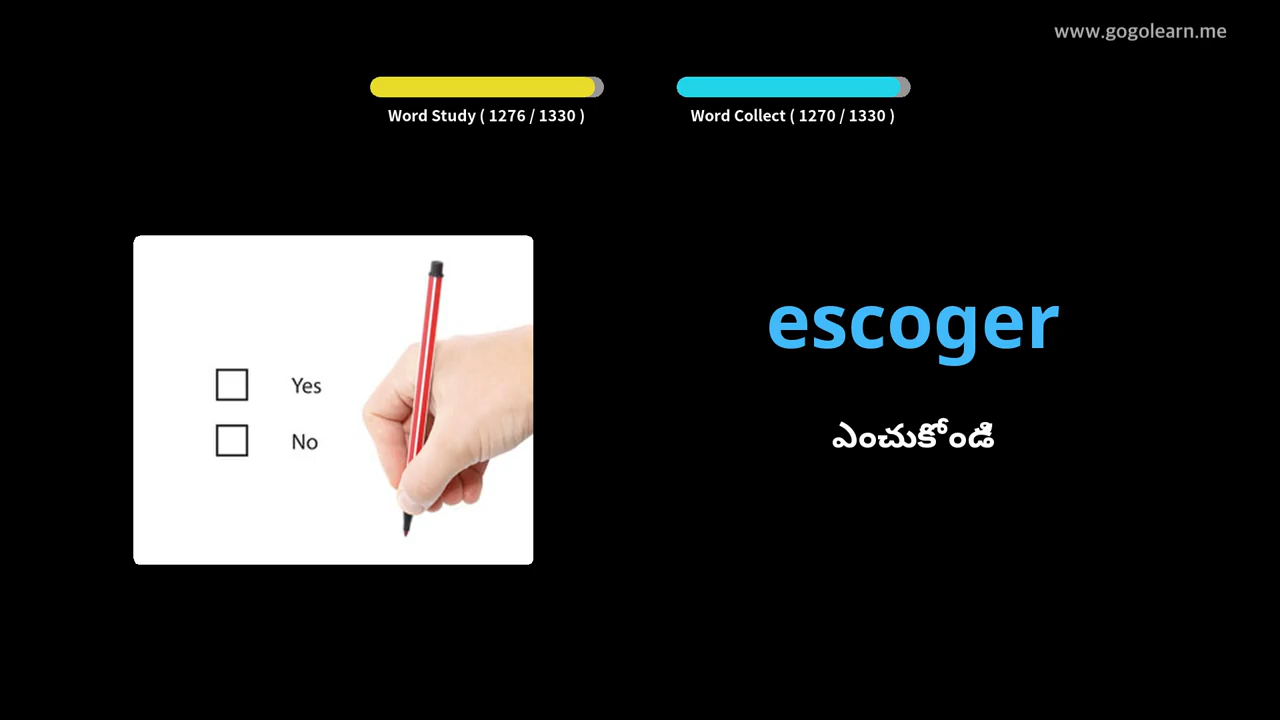 www.gogolearn.me
Word Study ( 1276 / 1330 )
Word Collect ( 1270 / 1330 )
Yes
No
escoger
ఎంచుకోండి